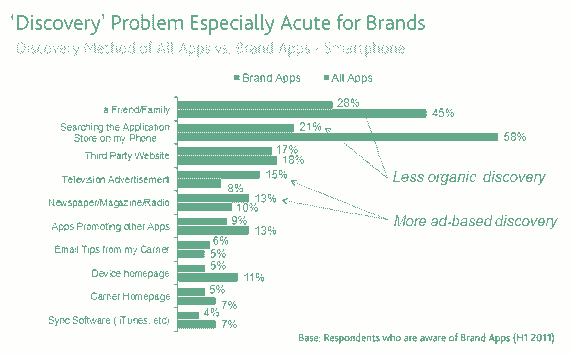 'Discovery' Problem Especially Acute for Brands
Discovery Method of All Apps vs. Brand Apps - Smartphone
Brand Apps All Apps
a Friend/Family 28% 45%
Searching the Application
Store on my Phone 21% 58%
Third Party Website 17% 18%
Television Advertisement 15% 8%
Newspaper/Magazine/Radio 13% 10%
Apps Promoting other Apps 9% 13%
Email Tips from my Carrier 6% 5%
Device homepage 5% 11%
Carrier Homepage 5% 7%
Sync Software ( iTunes, etc) 4% 7%
Less organic discovery
More ad-based discovery
Base: Respondents who are aware of Brand Apps (H1 2011)